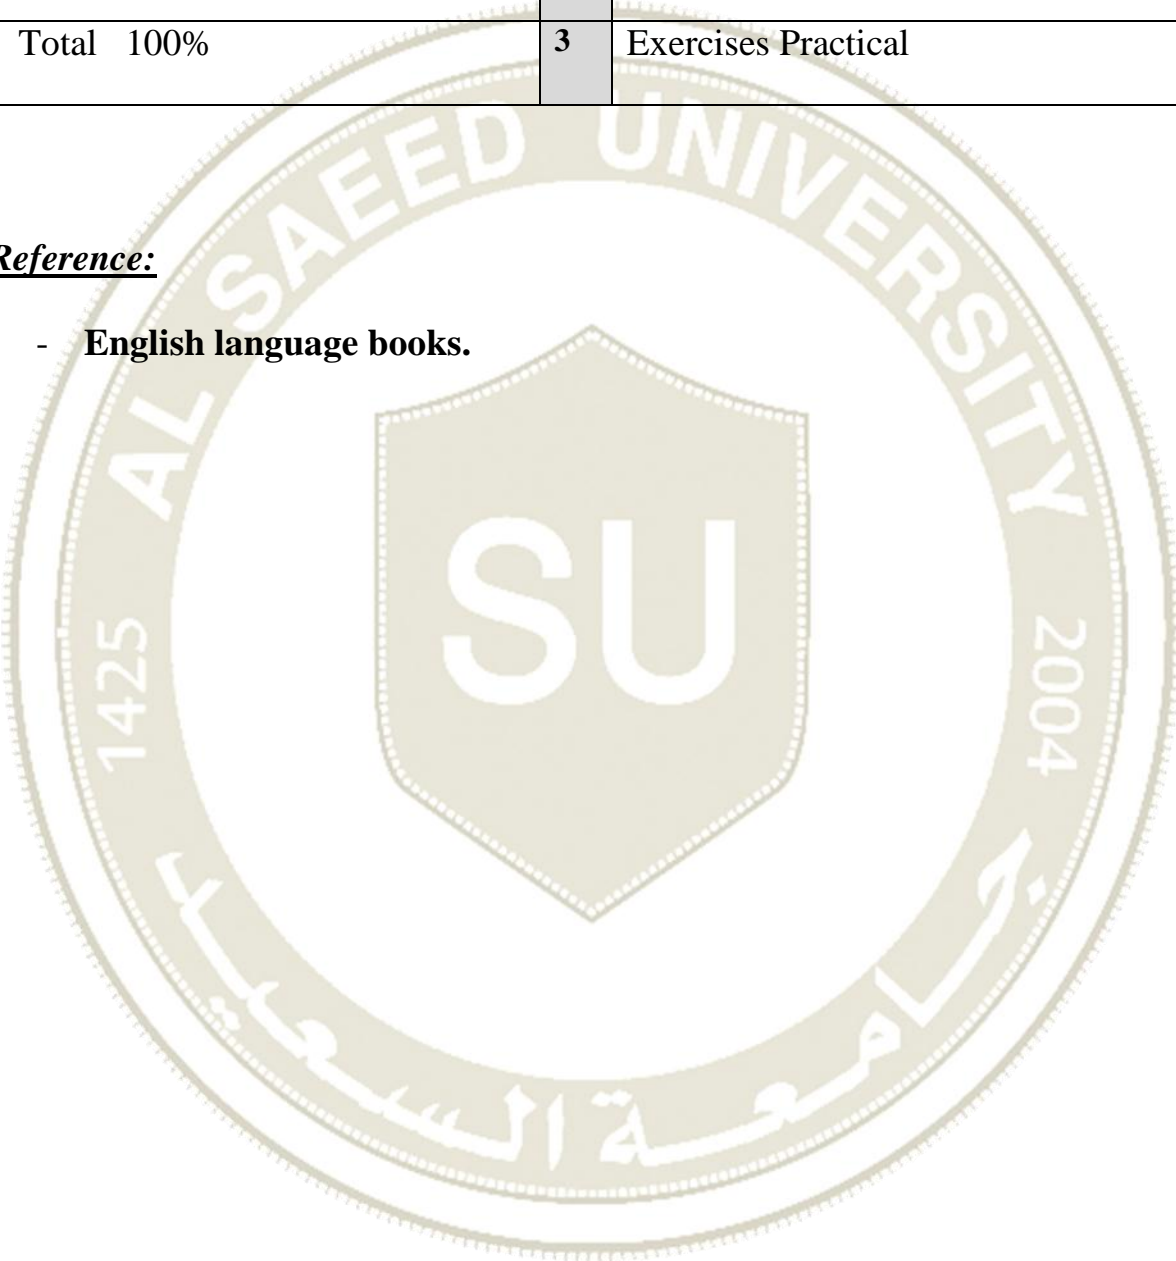 Total 100% 3 Exercises Practical
Reference:
- English language books.
AL SAEED UNIVERSITY
SU
1425
2004
جامعة السعيد